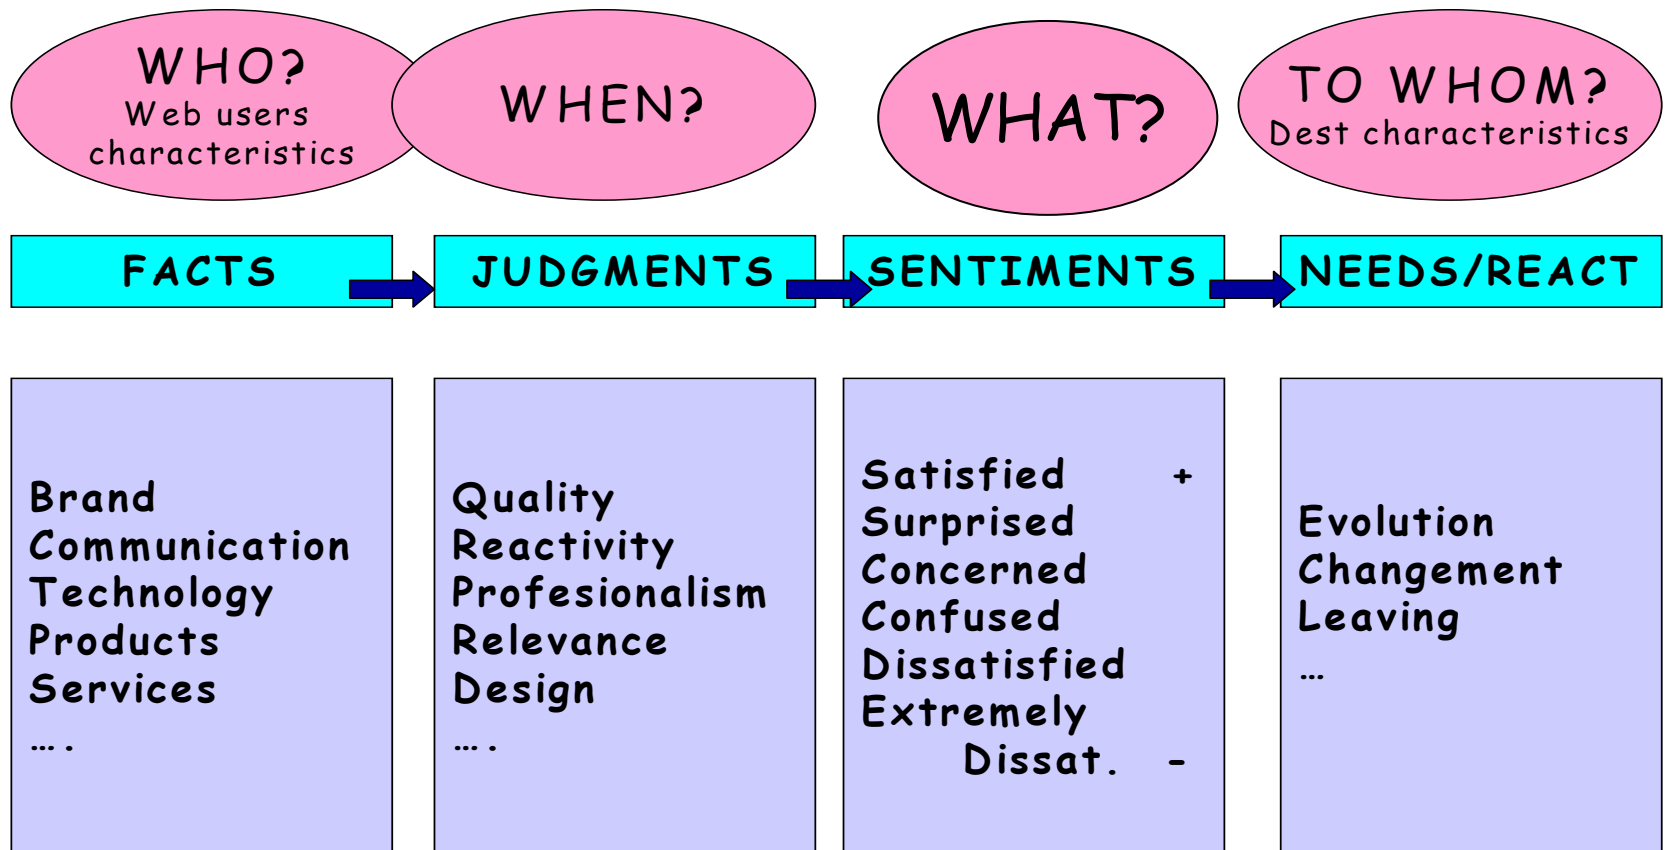 WHO?
Web users
characteristics
WHEN?
WHAT?
TO WHOM?
Dest characteristics
FACTS
JUDGMENTS
SENTIMENTS
NEEDS/REACT
Brand
Communication
Technology
Products
Services
….
Quality
Reactivity
Profesionalism
Relevance
Design
….
Satisfied +
Surprised
Concerned
Confused
Dissatisfied
Extremely
Dissat. -
Evolution
Changement
Leaving
…